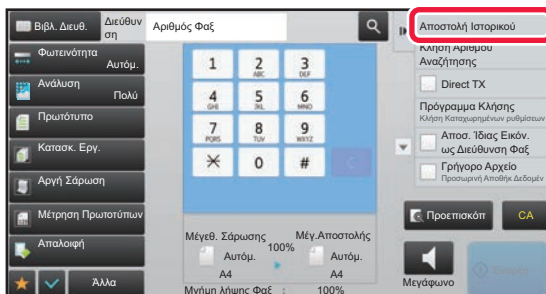 Βιβλ. Διευθ.
Διεύθυν
ση
Αριθμός Φαξ
Αποστολή Ιστορικού
Φωτεινότητα
Αυτόμ.
Ανάλυση
Πολύ
Πρωτότυπο
Κατασκ. Εργ.
Αργή Σάρωση
Μέτρηση Πρωτοτύπων
Απαλοιφή
Άλλα
1
2
ABC
3
DEF
4
GHI
5
JKL
6
MNO
7
PQRS
8
TUV
9
WXYZ
0
#
C
Μέγεθ. Σάρωσης
100%
Μέγ.Αποστολής
Αυτόμ.
A4
Αυτόμ.
A4
Μνήμη λήψης Φαξ : 100%
Κλήση Αριθμού
Αναζήτησης
Direct TX
Πρόγραμμα Κλήσης
Κλήση Καταχωρημένων ρυθμίσεων
Αποσ. Ίδιας Εικόν.
ως Διεύθυνση Φαξ
Γρήγορο Αρχείο
Προσωρινή Αποθήκ Δεδομέν
Προεπισκόπ
CA
Μεγάφωνο
Έναρξη